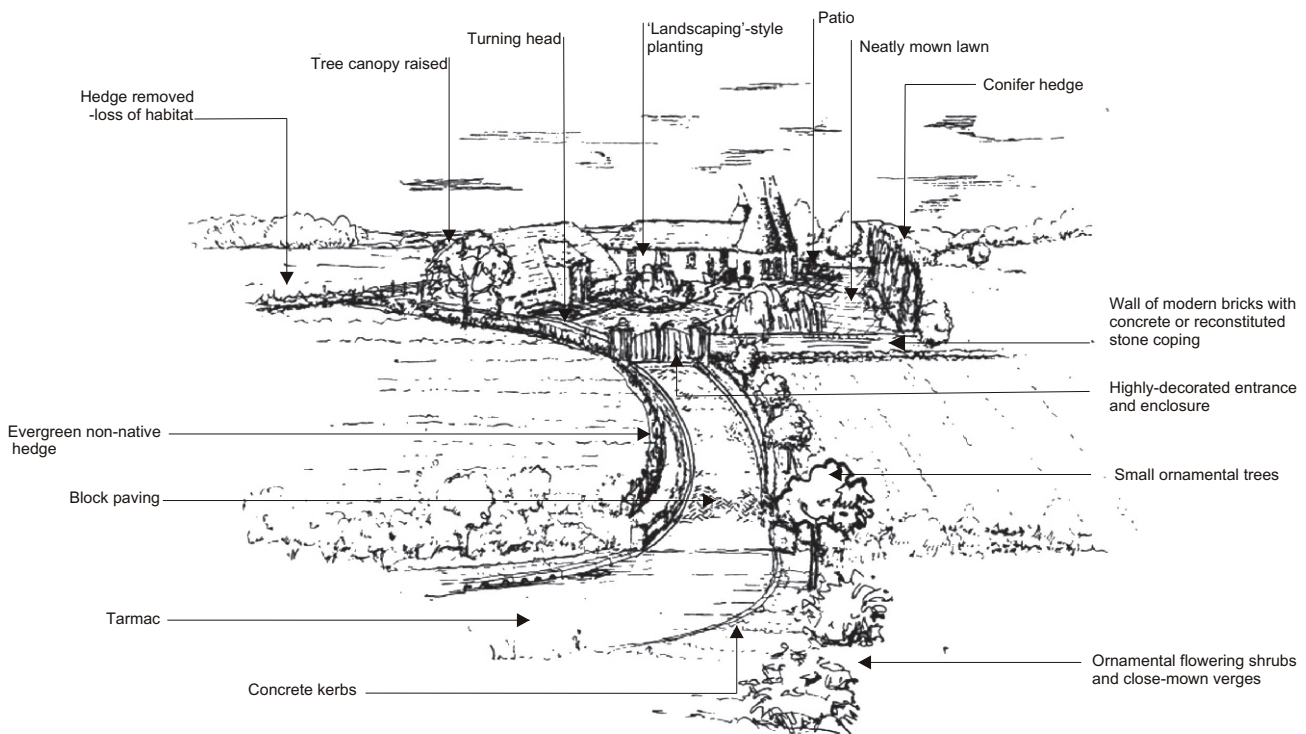 Patio
'Landscaping'-style
planting
Turning head
Neatly mown lawn
Tree canopy raised
Conifer hedge
Hedge removed
-loss of habitat
Wall of modern bricks with
concrete or reconstituted
stone coping
Highly-decorated entrance
and enclosure
Evergreen non-native
hedge
Small ornamental trees
Block paving
Tarmac
Ornamental flowering shrubs
and close-mown verges
Concrete kerbs